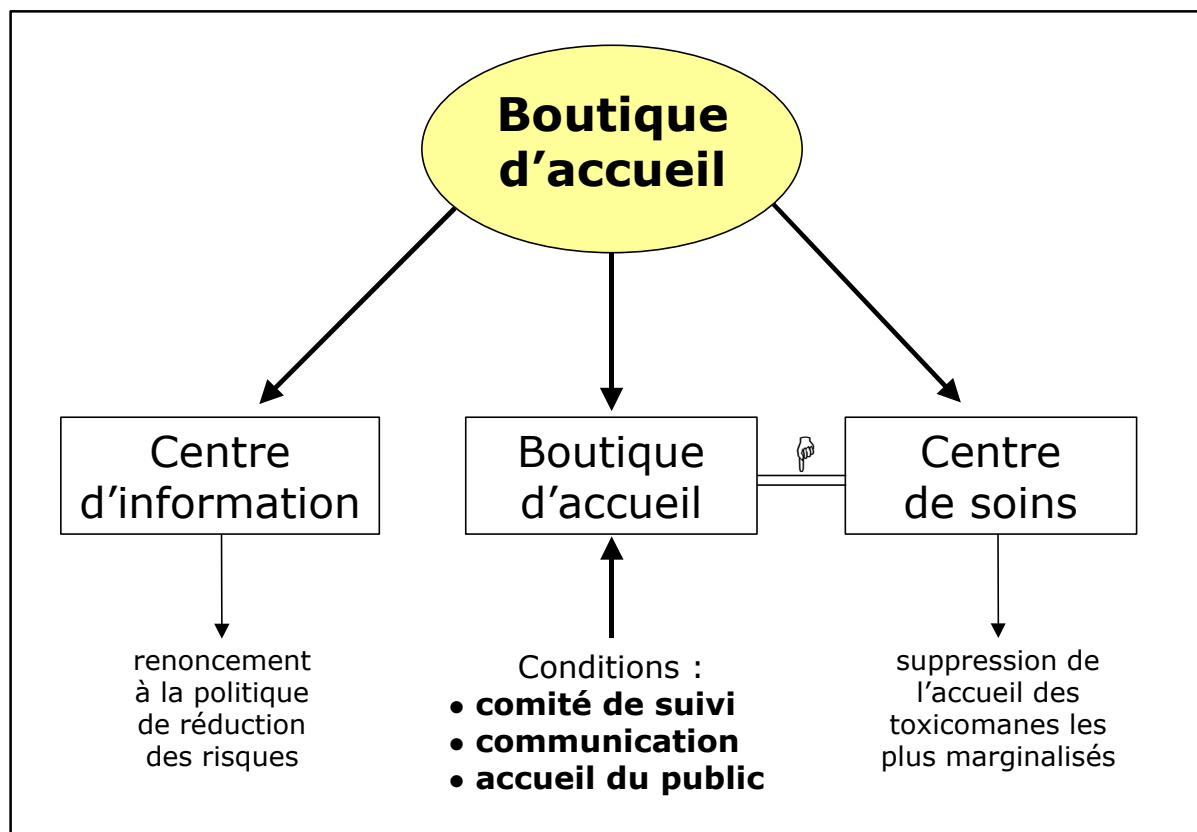 Boutique
d’accueil
Centre
d’information
Boutique
d’accueil
Centre
de soins
renoncement
à la politique
de réduction
des risques
Conditions :
• comité de suivi
• communication
• accueil du public
suppression de
l’accueil des
toxicomanes les
plus marginalisés